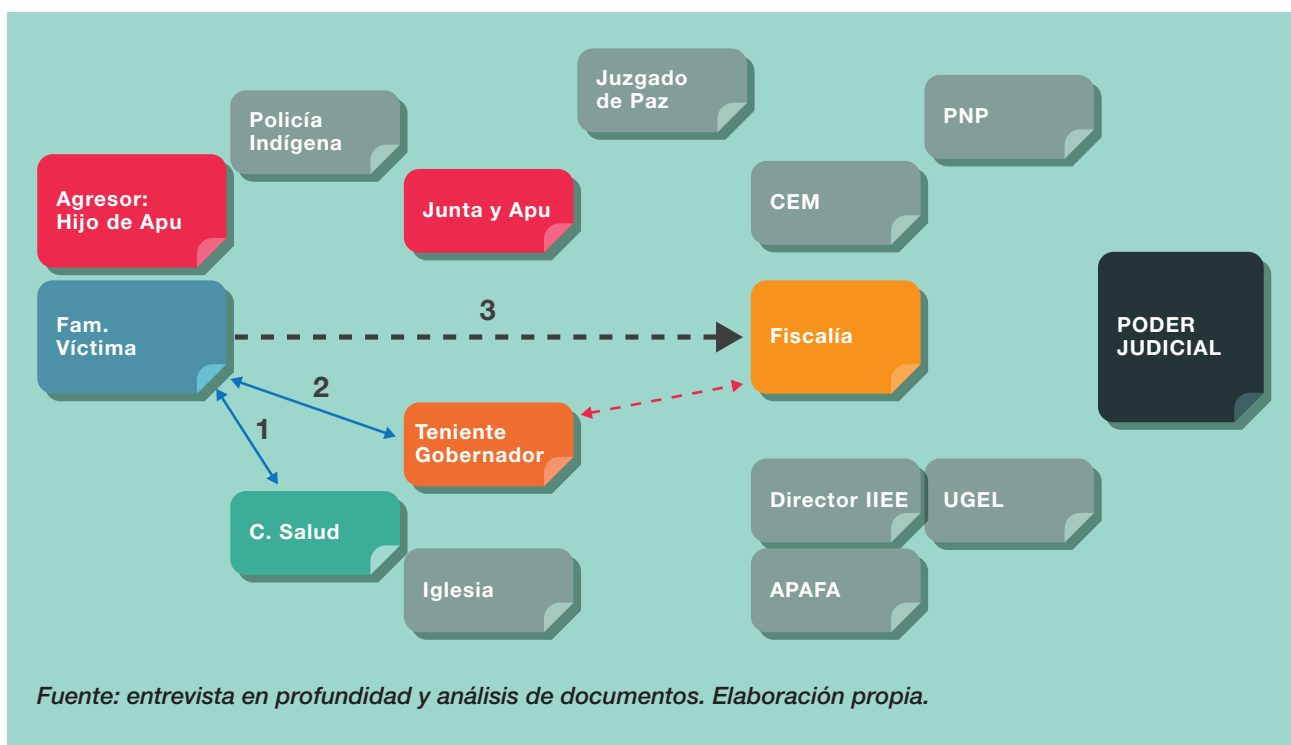 Juzgado
de Paz
PNP
Policía
Indígena
Agresor:
Hijo de Apu
Junta y Apu
CEM
Fam.
Víctima
3
Fiscalía
PODER
JUDICIAL
2
1
Teniente
Gobernador
C. Salud
Director IIEE
UGEL
Iglesia
APAFA
Fuente: entrevista en profundidad y análisis de documentos. Elaboración propia.